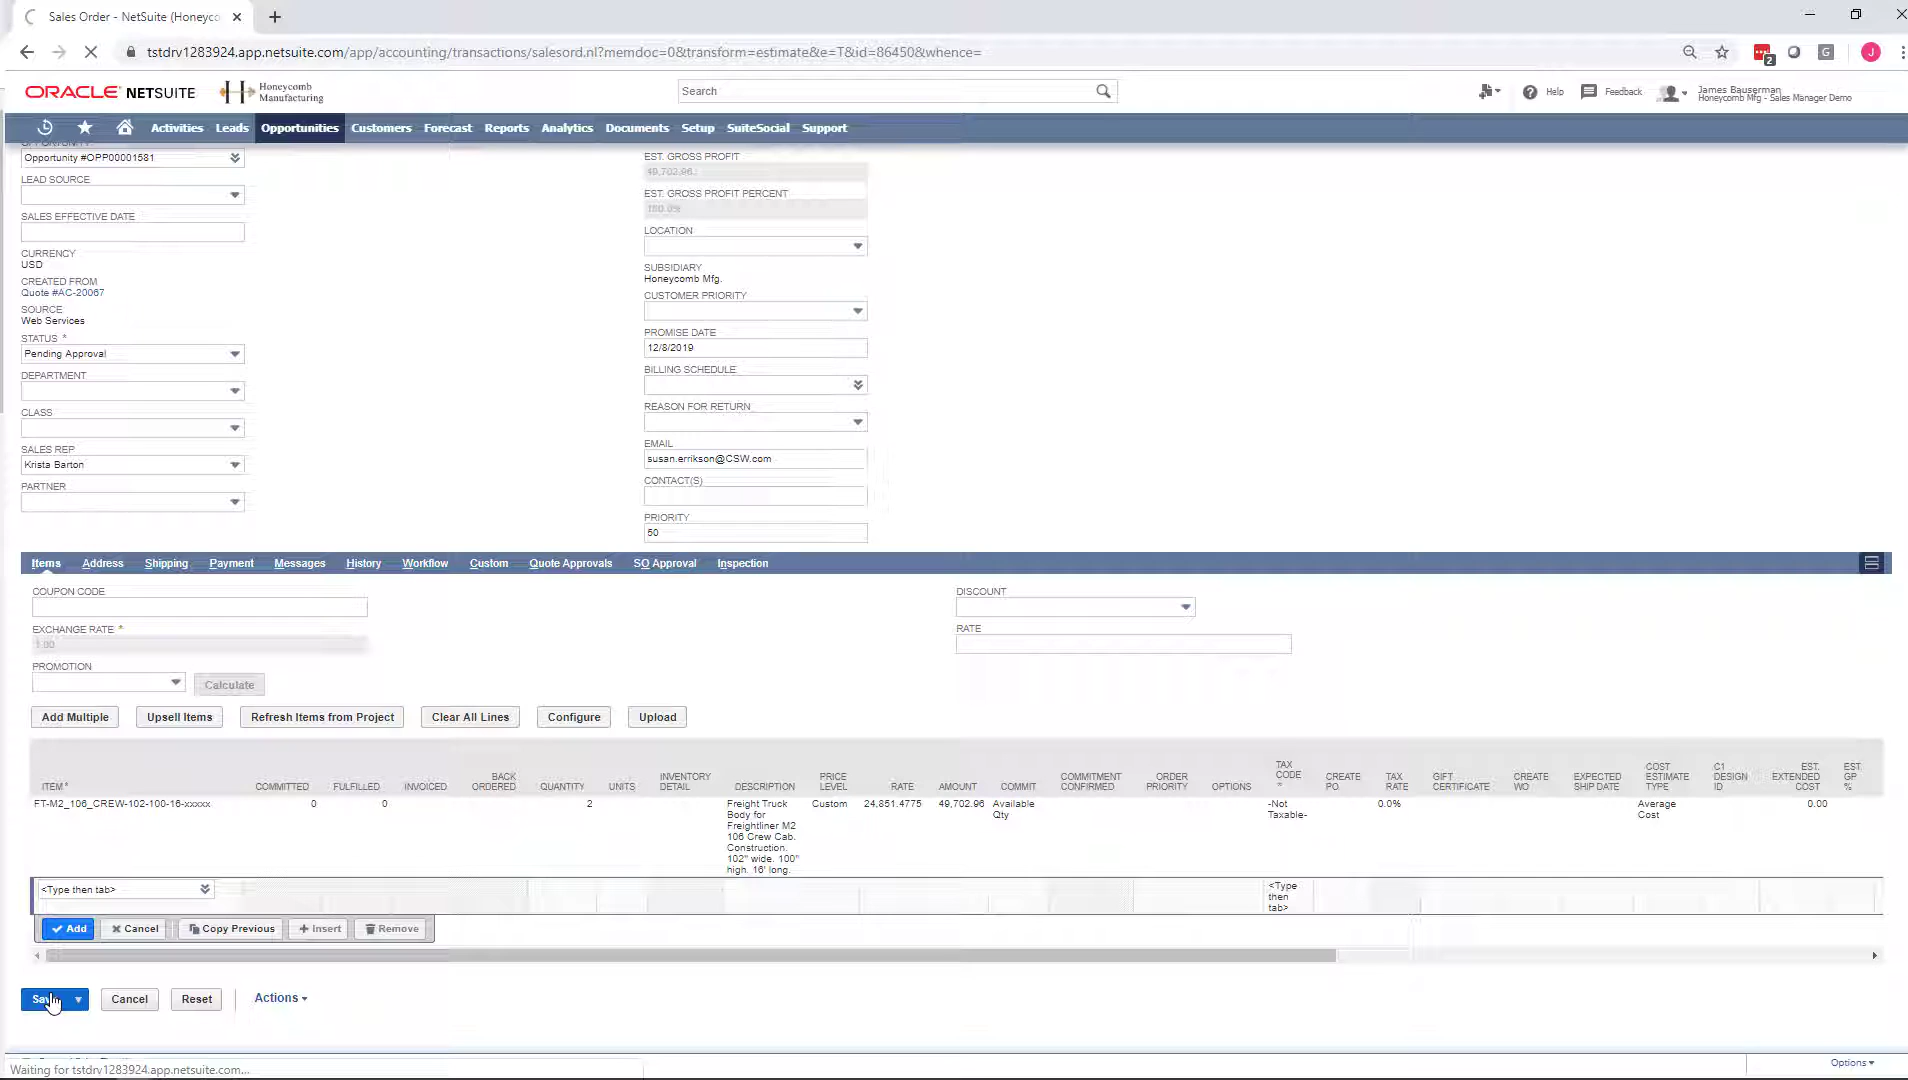 Sales Order - NetSuite (Honeyco
tstdrv1283924.app.netsuite.com/app/accounting/transactions/salesord.nl?memdoc=0&transform=estimate&e=T&id=86450&whence=
2
G
J
ORACLE NETSUITE
Honeycomb
Manufacturing
Search
Help
Feedback
James Bauserman
Honeycomb Mfg - Sales Manager Demo
Activities Leads Opportunities Customers Forecast Reports Analytics Documents Setup SuiteSocial Support
OPPORTUNITY
Opportunity #OPP00001581
LEAD SOURCE
SALES EFFECTIVE DATE
CURRENCY
USD
CREATED FROM
Quote #AC-20067
SOURCE
Web Services
STATUS *
Pending Approval
DEPARTMENT
CLASS
SALES REP
Krista Barton
PARTNER
EST. GROSS PROFIT
49,702.96
EST. GROSS PROFIT PERCENT
100.0%
LOCATION
SUBSIDIARY
Honeycomb Mfg.
CUSTOMER PRIORITY
PROMISE DATE
12/8/2019
BILLING SCHEDULE
REASON FOR RETURN
EMAIL
susan.errikson@CSW.com
CONTACT(S)
PRIORITY
50
Items Address Shipping Payment Messages History Workflow Custom Quote Approvals SO Approval Inspection
COUPON CODE
EXCHANGE RATE *
1.00
PROMOTION
Calculate
DISCOUNT
RATE
Add Multiple Upsell Items Refresh Items from Project Clear All Lines Configure Upload
ITEM *
COMMITTED
FULFILLED
INVOICED
BACK
ORDERED
QUANTITY
UNITS
INVENTORY
DETAIL
DESCRIPTION
PRICE
LEVEL
RATE
AMOUNT
COMMIT
COMMITMENT
CONFIRMED
ORDER
PRIORITY
OPTIONS
TAX
CODE
*
CREATE
PO
TAX
RATE
GIFT
CERTIFICATE
CREATE
WO
EXPECTED
SHIP DATE
COST
ESTIMATE
TYPE
C1
DESIGN
ID
EST.
EXTENDED
COST
EST.
GP
%
FT-M2_106_CREW-102-100-16-xxxxx
0
0
2
Freight Truck
Body for
Freightliner M2
106 Crew Cab.
Construction.
102" wide. 100"
high. 16' long.
Custom
24,851.4775
49,702.96
Available
Qty
-Not
Taxable-
0.0%
Average
Cost
0.00
<Type then tab>
<Type
then
tab>
Add Cancel Copy Previous Insert Remove
Cancel Reset Actions
Options
Waiting for tstdrv1283924.app.netsuite.com...